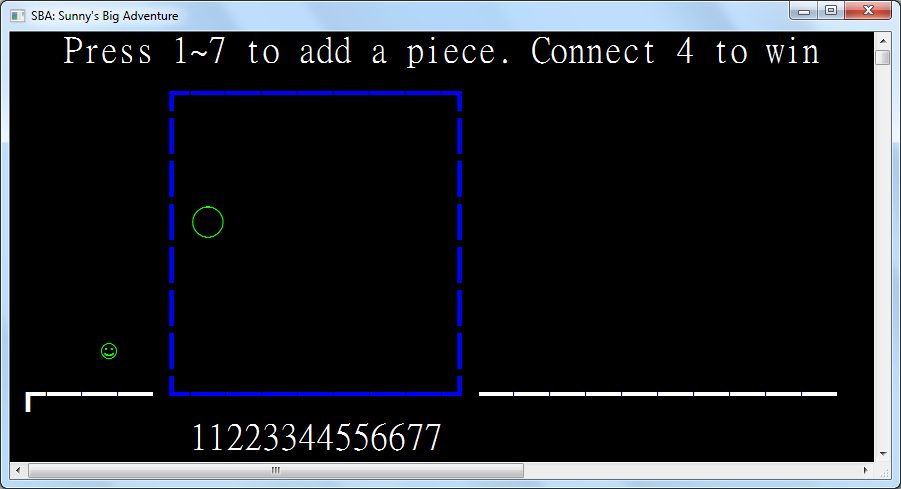 SBA: Sunny's Big Adventure
Press 1~7 to add a piece. Connect 4 to win
11223344556677